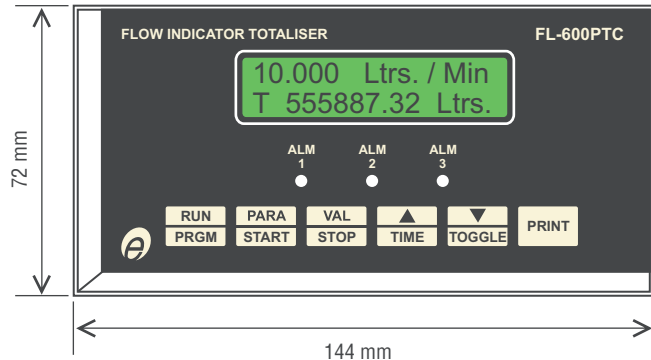 FLOW INDICATOR TOTALISER FL-600PTC
10.000 Ltrs. / Min
T 555887.32 Ltrs.
ALM 1 ALM 2 ALM 3
RUN PARA VAL ▲ ▼ PRINT
PRGM START STOP TIME TOGGLE
72 mm
144 mm